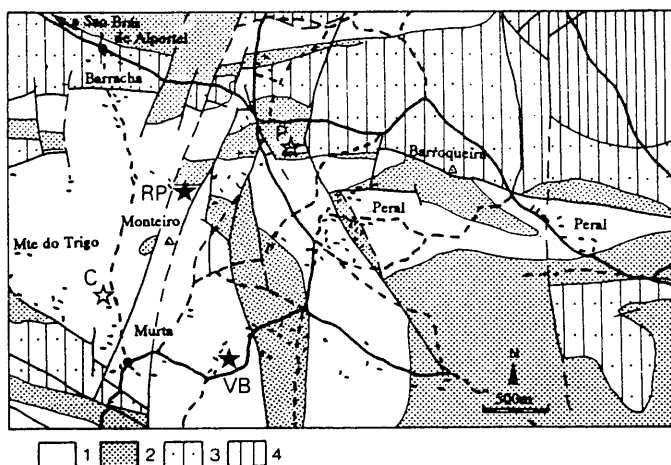 a São Brás
de Alportel
Barracha
P
Barroqueira
RP
Monteiro
Peral
Peral
Mte do Trigo
C
Murta
VB
N
500m
1 2 3 4